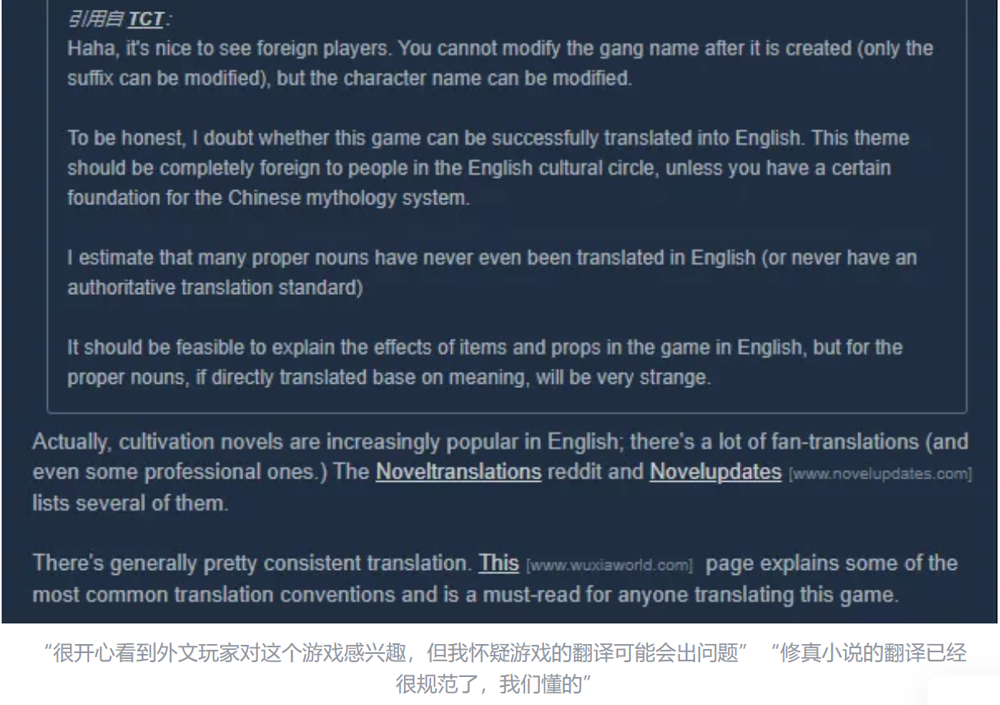 引用自 TCT:
Haha, it's nice to see foreign players. You cannot modify the gang name after it is created (only the
suffix can be modified), but the character name can be modified.
To be honest, I doubt whether this game can be successfully translated into English. This theme
should be completely foreign to people in the English cultural circle, unless you have a certain
foundation for the Chinese mythology system.
I estimate that many proper nouns have never even been translated in English (or never have an
authoritative translation standard)
It should be feasible to explain the effects of items and props in the game in English, but for the
proper nouns, if directly translated base on meaning, will be very strange.
Actually, cultivation novels are increasingly popular in English; there's a lot of fan-translations (and
even some professional ones.) The Noveltranslations reddit and Novelupdates [www.novelupdates.com]
lists several of them.
There's generally pretty consistent translation. This [www.wuxiaworld.com] page explains some of the
most common translation conventions and is a must-read for anyone translating this game.
“很开心看到外文玩家对这个游戏感兴趣，但我怀疑游戏的翻译可能会出问题” “修真小说的翻译已经
很规范了，我们懂的”